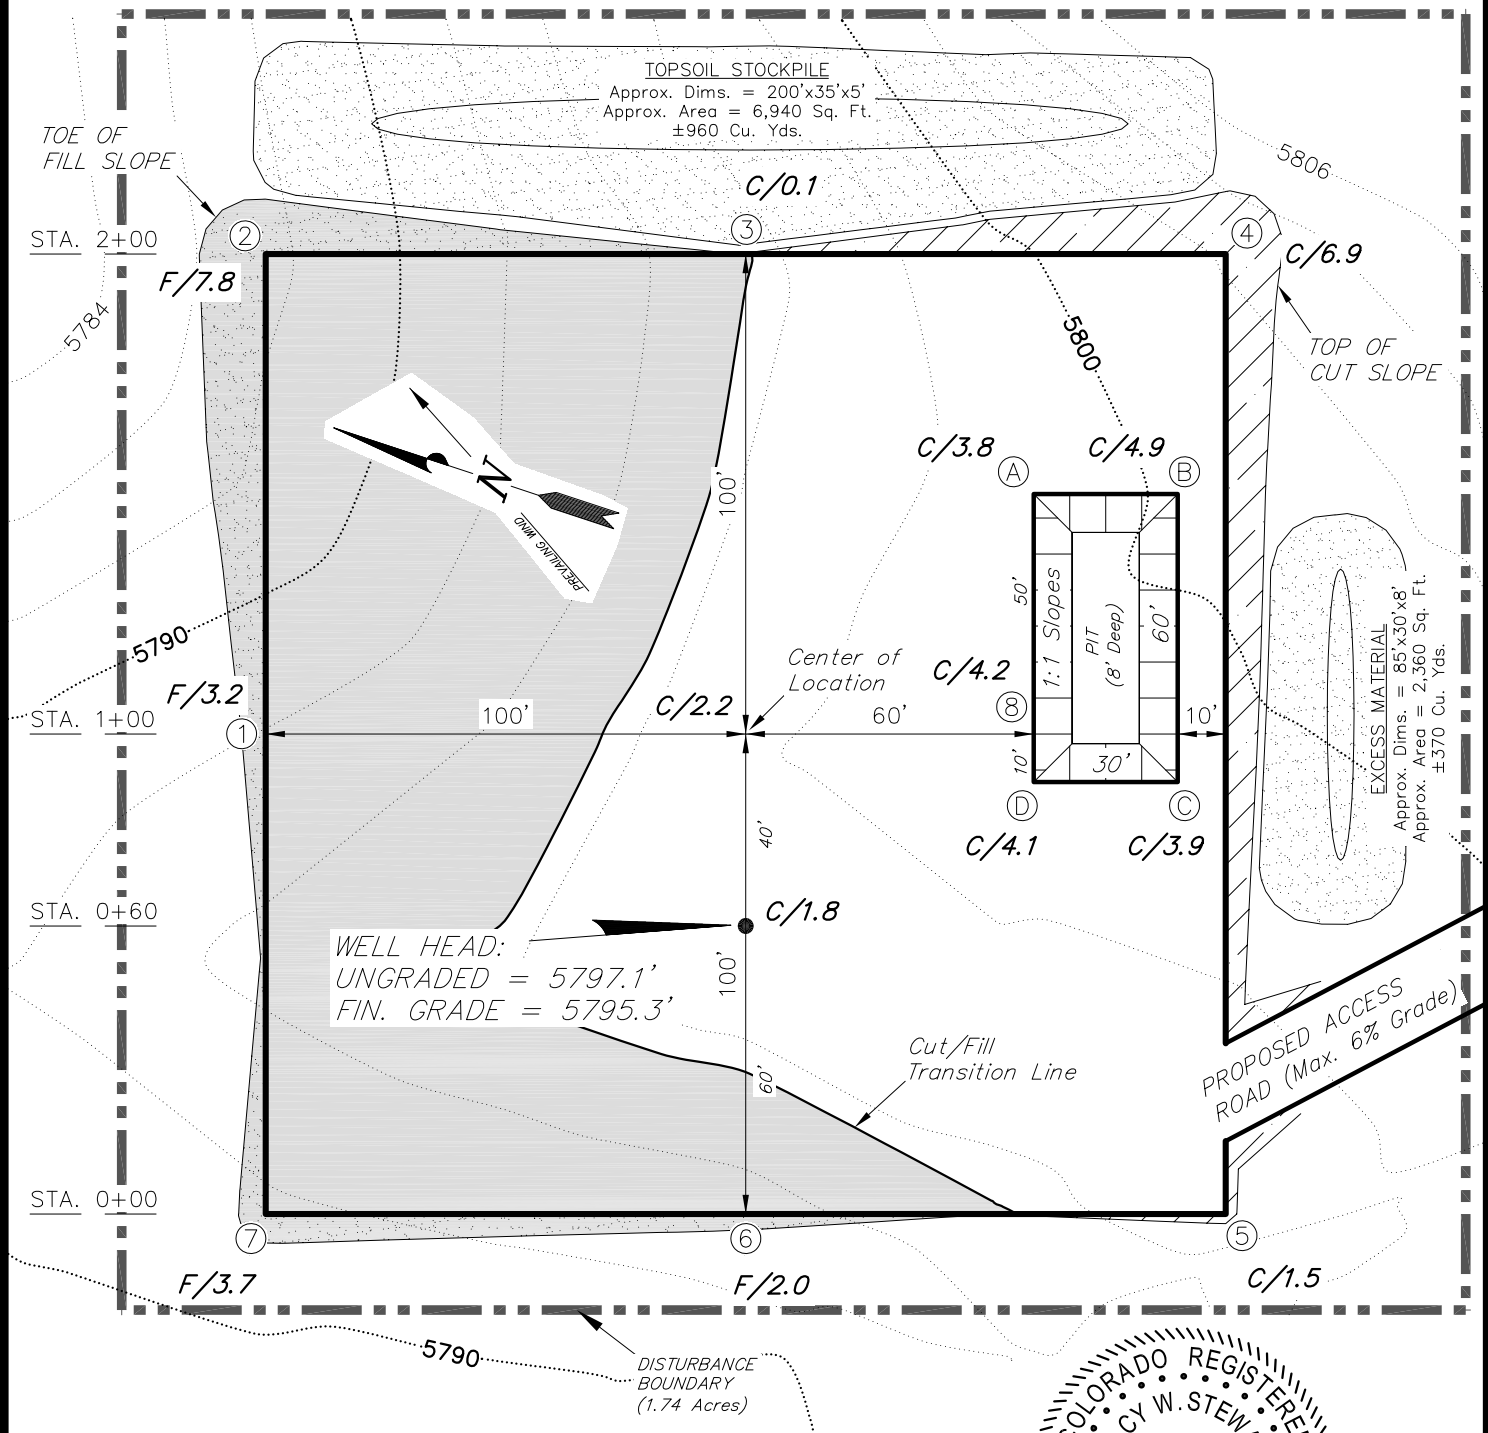 TOPSOIL STOCKPILE
Approx. Dims. = 200'x35'x5'
Approx. Area = 6,940 Sq. Ft.
±960 Cu. Yds.
TOE OF
FILL SLOPE
5806
C/0.1
STA. 2+00
2
3
4
F/7.8
C/6.9
5784
5800
TOP OF
CUT SLOPE
N
PREVAILING WIND
100'
C/3.8
C/4.9
A
B
50'
1:1 Slopes
PIT
(8' Deep)
60'
5790
EXCESS MATERIAL
Approx. Dims. = 85'x30'x8'
Approx. Area = 2,360 Sq. Ft.
±370 Cu. Yds.
Center of
Location
C/4.2
F/3.2
C/2.2
8
STA. 1+00
1
100'
60'
10'
10'
30'
D
C
40'
C/4.1
C/3.9
STA. 0+60
C/1.8
WELL HEAD:
UNGRADED = 5797.1'
FIN. GRADE = 5795.3'
100'
PROPOSED ACCESS
ROAD (Max. 6% Grade)
Cut/Fill
Transition Line
60'
STA. 0+00
7
6
5
F/3.7
F/2.0
C/1.5
5790
DISTURBANCE
BOUNDARY
(1.74 Acres)
COLORADO REGISTERE
CY W. STEW